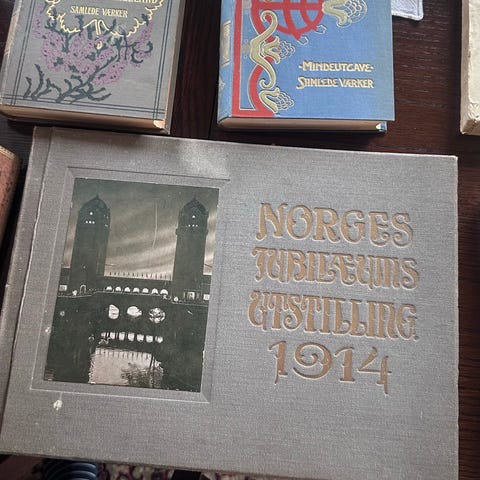 SAMLEDE VÆRKER
· MINDEUTGAVE ·
SAMLEDE VÆRKER
NORGES
JUBILÆUMS
UTSTILLING
1914